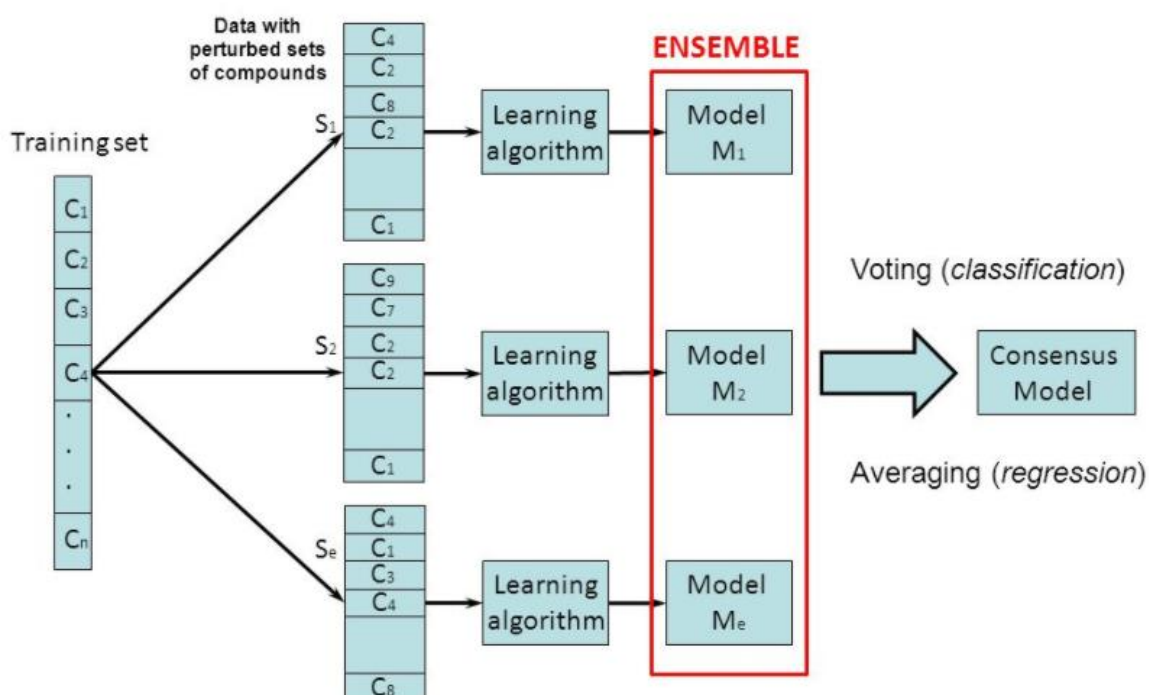 Data with
perturbed sets
of compounds
Training set
C₁
C₂
C₃
C₄
.
.
.
Cₙ
S₁
C₄
C₂
C₈
C₂
C₁
Learning
algorithm
ENSEMBLE
Model
M₁
S₂
C₉
C₇
C₂
C₂
C₁
Learning
algorithm
Model
M₂
Sₑ
C₄
C₁
C₃
C₄
C₈
Learning
algorithm
Model
Mₑ
Voting (classification)
Averaging (regression)
Consensus
Model